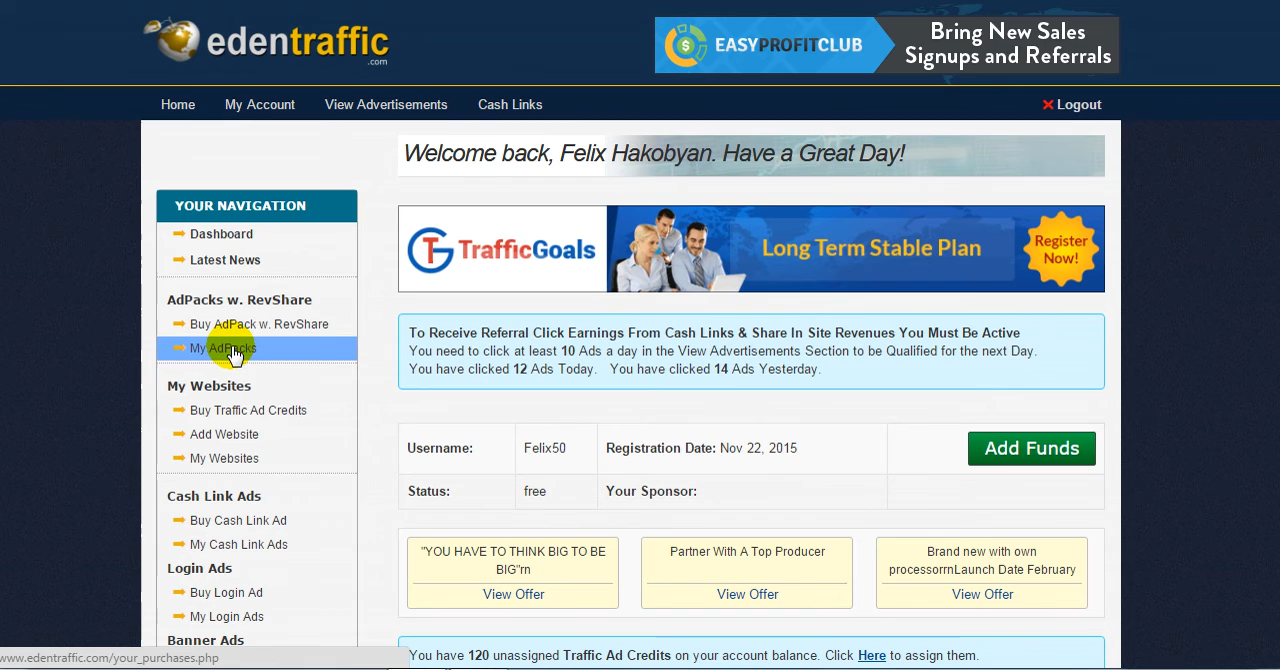 edentraffic
.com
EASYPROFITCLUB
Bring New Sales
Signups and Referrals
Home My Account View Advertisements Cash Links Logout
Welcome back, Felix Hakobyan. Have a Great Day!
YOUR NAVIGATION
Dashboard
Latest News
AdPacks w. RevShare
Buy AdPack w. RevShare
My AdPacks
My Websites
Buy Traffic Ad Credits
Add Website
My Websites
Cash Link Ads
Buy Cash Link Ad
My Cash Link Ads
Login Ads
Buy Login Ad
My Login Ads
Banner Ads
TrafficGoals
Long Term Stable Plan
Register
Now!
To Receive Referral Click Earnings From Cash Links & Share In Site Revenues You Must Be Active
You need to click at least 10 Ads a day in the View Advertisements Section to be Qualified for the next Day.
You have clicked 12 Ads Today. You have clicked 14 Ads Yesterday.
Username: Felix50 Registration Date: Nov 22, 2015 Add Funds
Status: free Your Sponsor:
"YOU HAVE TO THINK BIG TO BE
BIG"rn
View Offer
Partner With A Top Producer
View Offer
Brand new with own
processorrnLaunch Date February
View Offer
You have 120 unassigned Traffic Ad Credits on your account balance. Click Here to assign them.
www.edentraffic.com/your_purchases.php